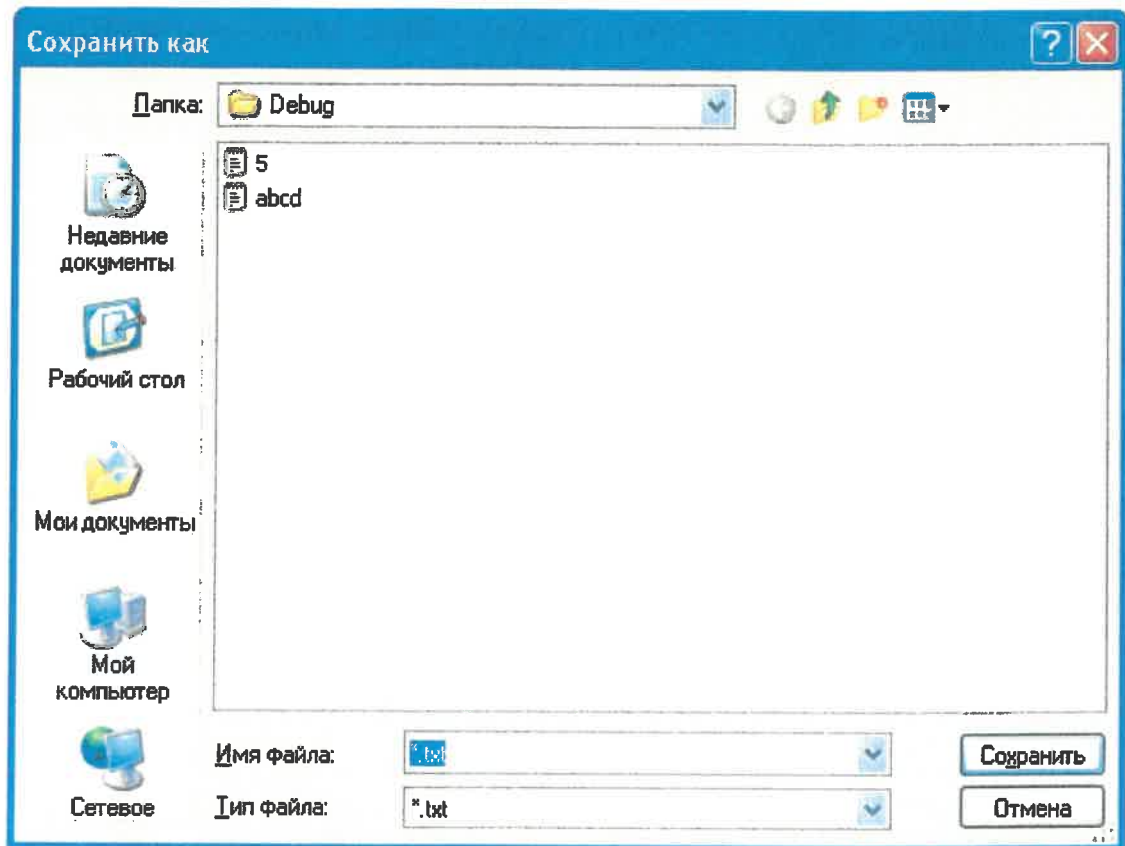 Сохранить как
Папка:
Debug
5
abcd
Недавние
документы
Рабочий стол
Мои документы
Мой
компьютер
Сетевое
Имя файла:
*.txt
Сохранить
Тип файла:
*.txt
Отмена